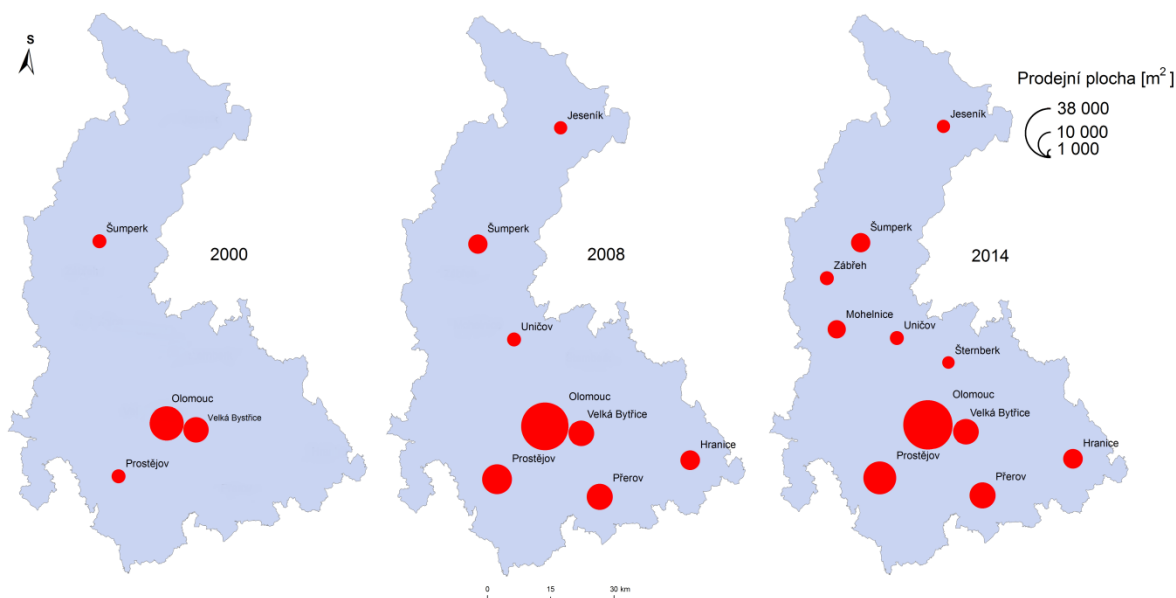 S
Šumperk
2000
Olomouc
Velká Bystřice
Prostějov
Jeseník
Šumperk
2008
Uničov
Olomouc
Velká Bytřice
Hranice
Prostějov
Přerov
0 15 30 km
Jeseník
Šumperk
2014
Zábřeh
Mohelnice
Uničov
Šternberk
Olomouc
Velká Bytřice
Hranice
Prostějov
Přerov
Prodejní plocha [m²]
38 000
10 000
1 000